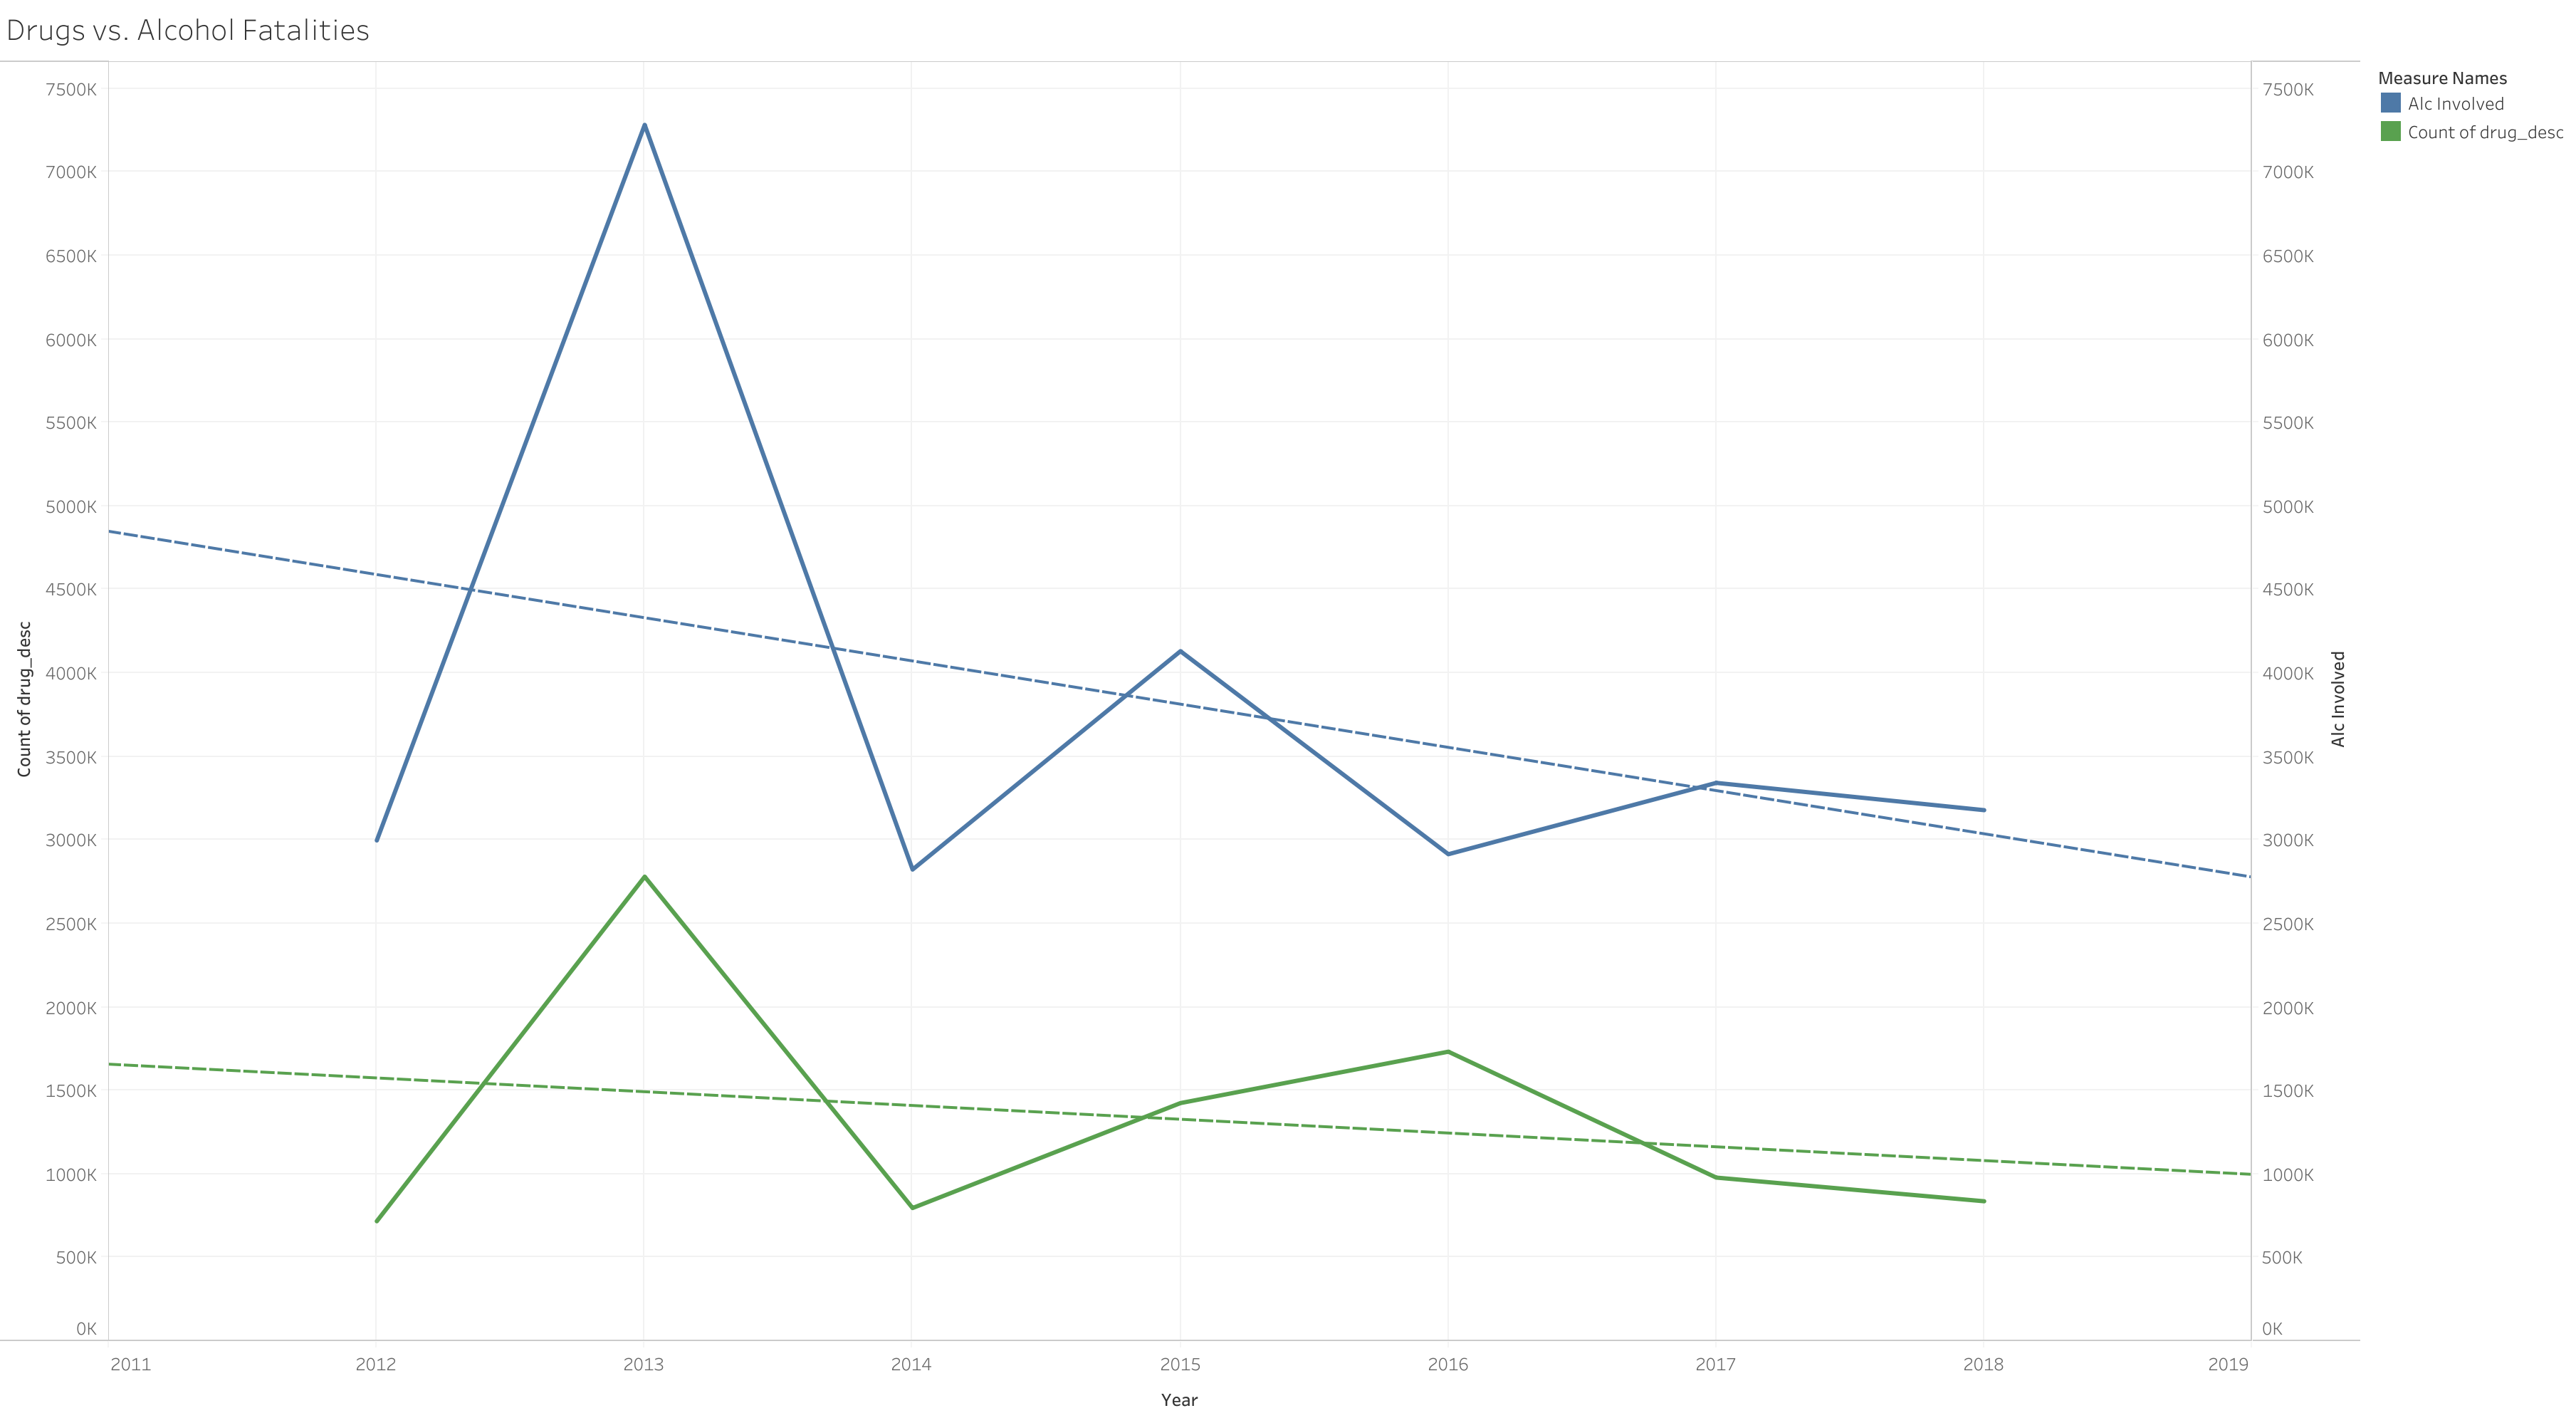 Drugs vs. Alcohol Fatalities
Measure Names
Alc Involved
Count of drug_desc
Count of drug_desc
7500K
7000K
6500K
6000K
5500K
5000K
4500K
4000K
3500K
3000K
2500K
2000K
1500K
1000K
500K
0K
7500K
7000K
6500K
6000K
5500K
5000K
4500K
4000K
3500K
3000K
2500K
2000K
1500K
1000K
500K
0K
Alc Involved
2011 2012 2013 2014 2015 2016 2017 2018 2019
Year